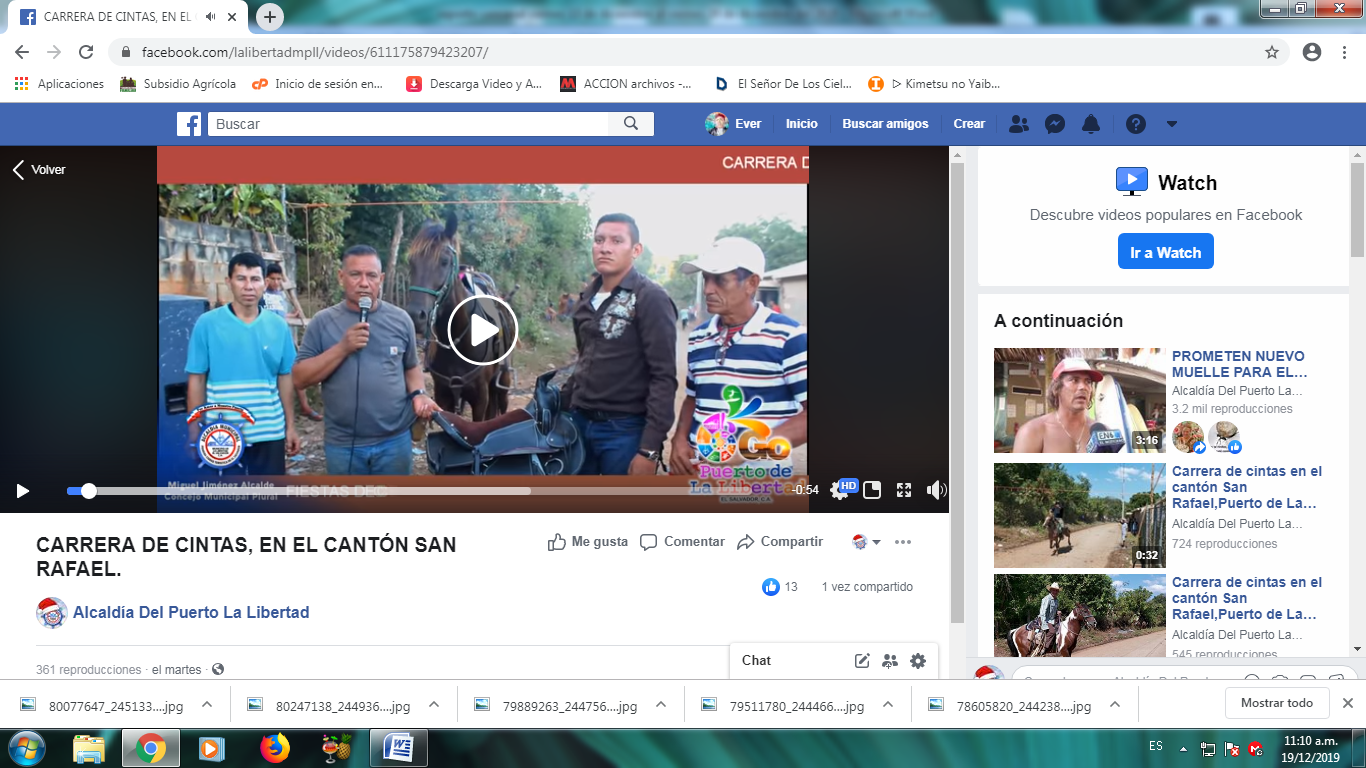 CARRERA DE CINTAS, EN EL
facebook.com/lalibertadmpll/videos/611175879423207/
Aplicaciones
Subsidio Agrícola
Inicio de sesión en...
Descarga Video y A...
ACCION archivos -...
El Señor De Los Ciel...
▷ Kimetsu no Yaib...
Buscar
Ever
Inicio
Buscar amigos
Crear
Volver
CARRERA D
ALCALDÍA MUNICIPAL
Miguel Jiménez Alcalde
Concejo Municipal Plural
FIESTAS DEC
Go
Puerto de
La Libertad
EL SALVADOR, C.A.
-0:54
HD
CARRERA DE CINTAS, EN EL CANTÓN SAN
RAFAEL.
Me gusta
Comentar
Compartir
13
1 vez compartido
Alcaldía Del Puerto La Libertad
361 reproducciones · el martes ·
Watch
Descubre videos populares en Facebook
Ir a Watch
A continuación
3:16
PROMETEN NUEVO
MUELLE PARA EL...
Alcaldía Del Puerto La...
3.2 mil reproducciones
0:32
Carrera de cintas en el
cantón San
Rafael,Puerto de La...
Alcaldía Del Puerto La...
724 reproducciones
Carrera de cintas en el
cantón San
Rafael,Puerto de La...
Alcaldía Del Puerto La...
545 reproducciones
Chat
80077647_245133....jpg
80247138_244936....jpg
79889263_244756....jpg
79511780_244466....jpg
78605820_244238....jpg
Mostrar todo
ES
11:10 a.m.
19/12/2019